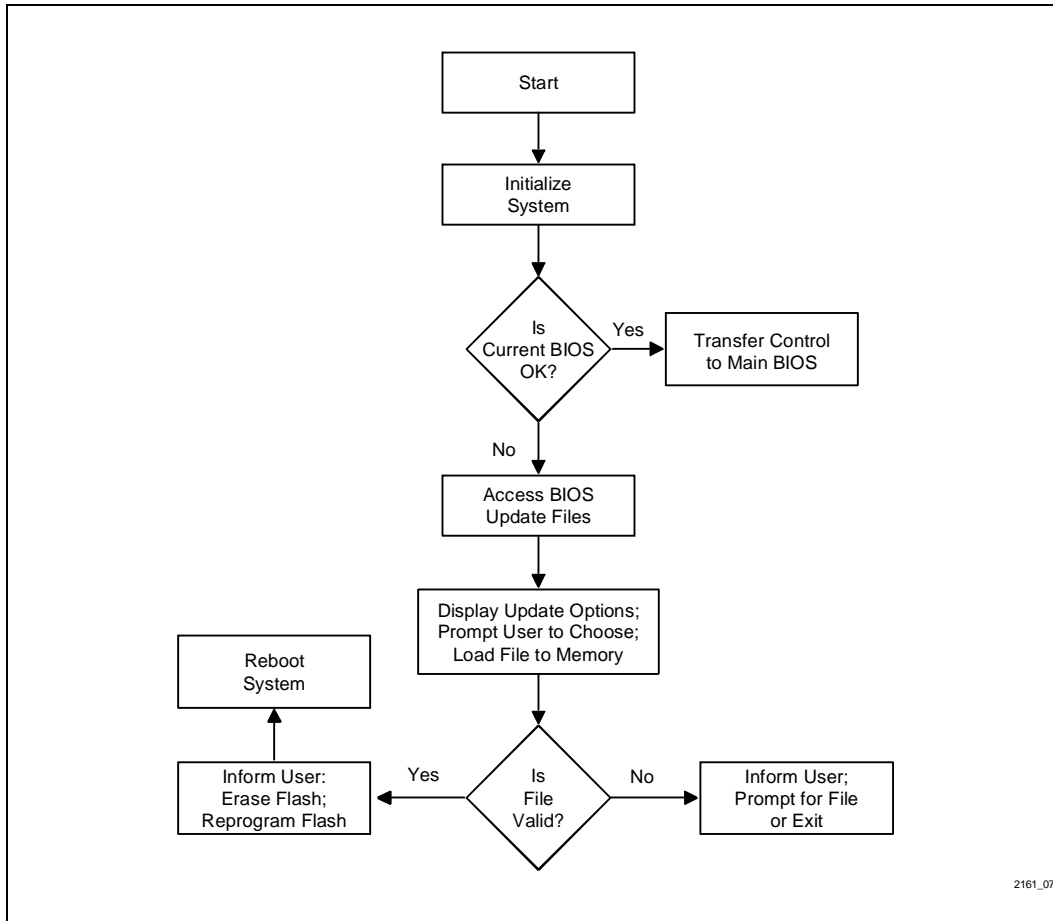 Start
Initialize
System
Is
Current BIOS
OK?
Yes
Transfer Control
to Main BIOS
No
Access BIOS
Update Files
Display Update Options;
Prompt User to Choose;
Load File to Memory
Reboot
System
Is
File
Valid?
Yes
Inform User:
Erase Flash;
Reprogram Flash
No
Inform User;
Prompt for File
or Exit
2161_07